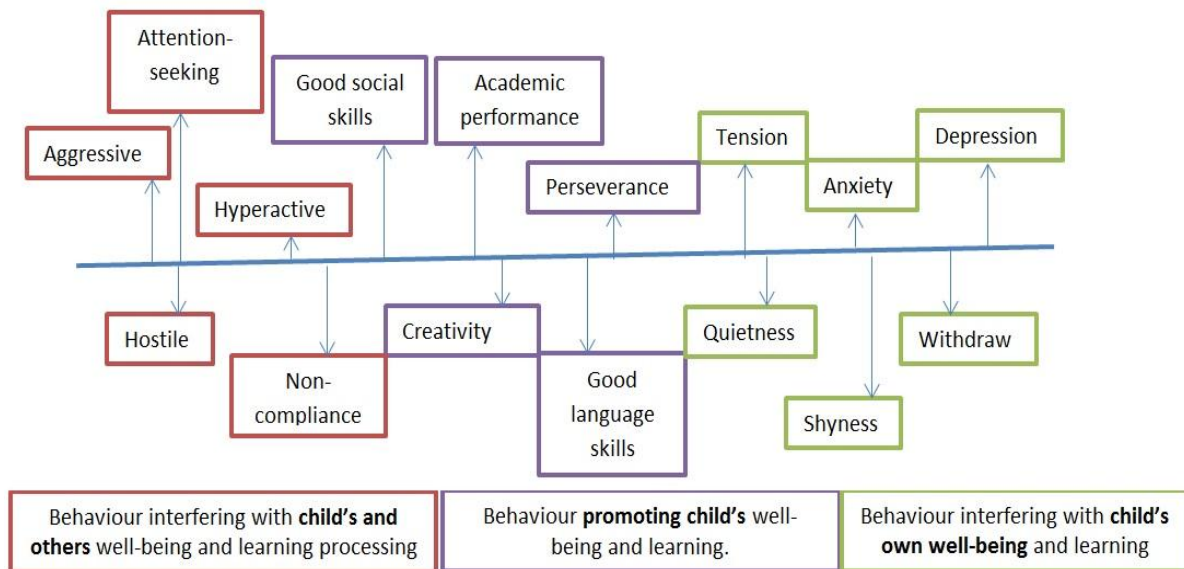 Attention-
seeking
Good social
skills
Academic
performance
Aggressive
Tension
Depression
Perseverance
Anxiety
Hyperactive
Hostile
Creativity
Quietness
Withdraw
Non-
compliance
Good
language
skills
Shyness
Behaviour interfering with child's and
others well-being and learning processing
Behaviour promoting child's well-
being and learning.
Behaviour interfering with child's
own well-being and learning